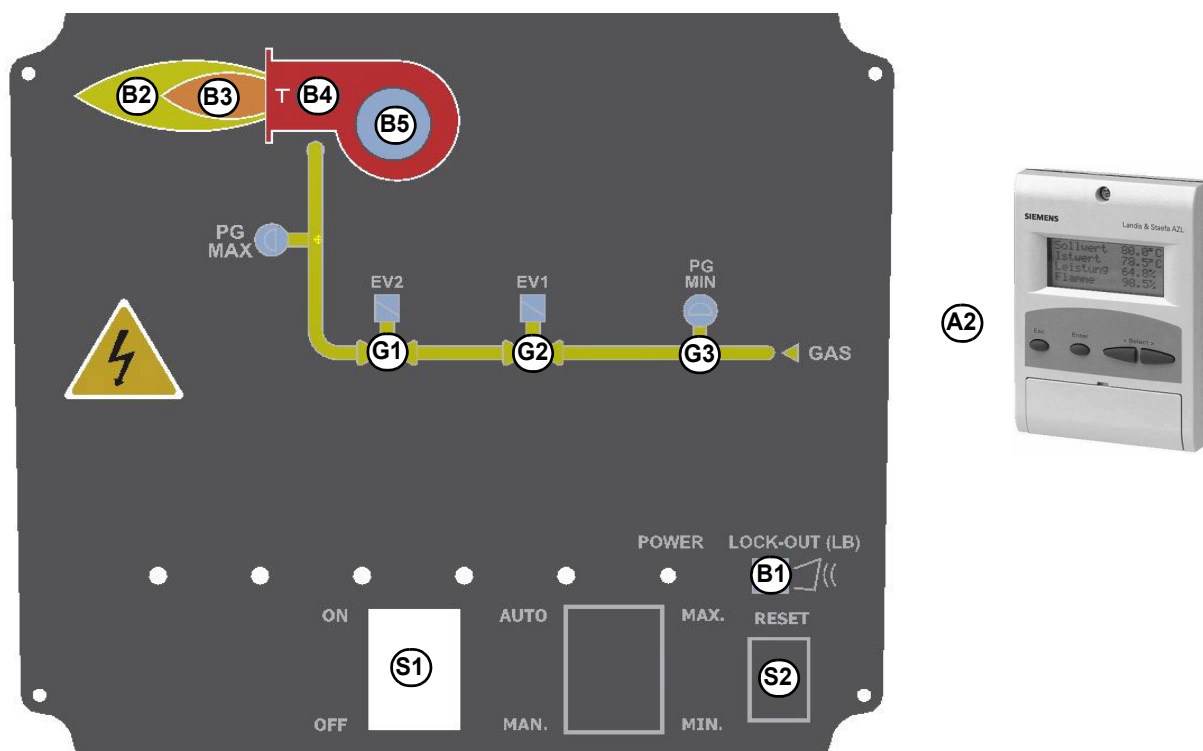 B2
B3
T
B4
B5
PG
MAX
EV2
EV1
PG
MIN
G1
G2
G3
GAS
A2
SIEMENS
Landis & Staefa AZL
Sollwert 80.0°C
Istwert 78.5°C
Leistung 64.8%
Flamme 98.5%
Esc
Enter
< Select >
POWER
LOCK-OUT (LB)
B1
ON
AUTO
MAX.
RESET
S1
S2
OFF
MAN.
MIN.